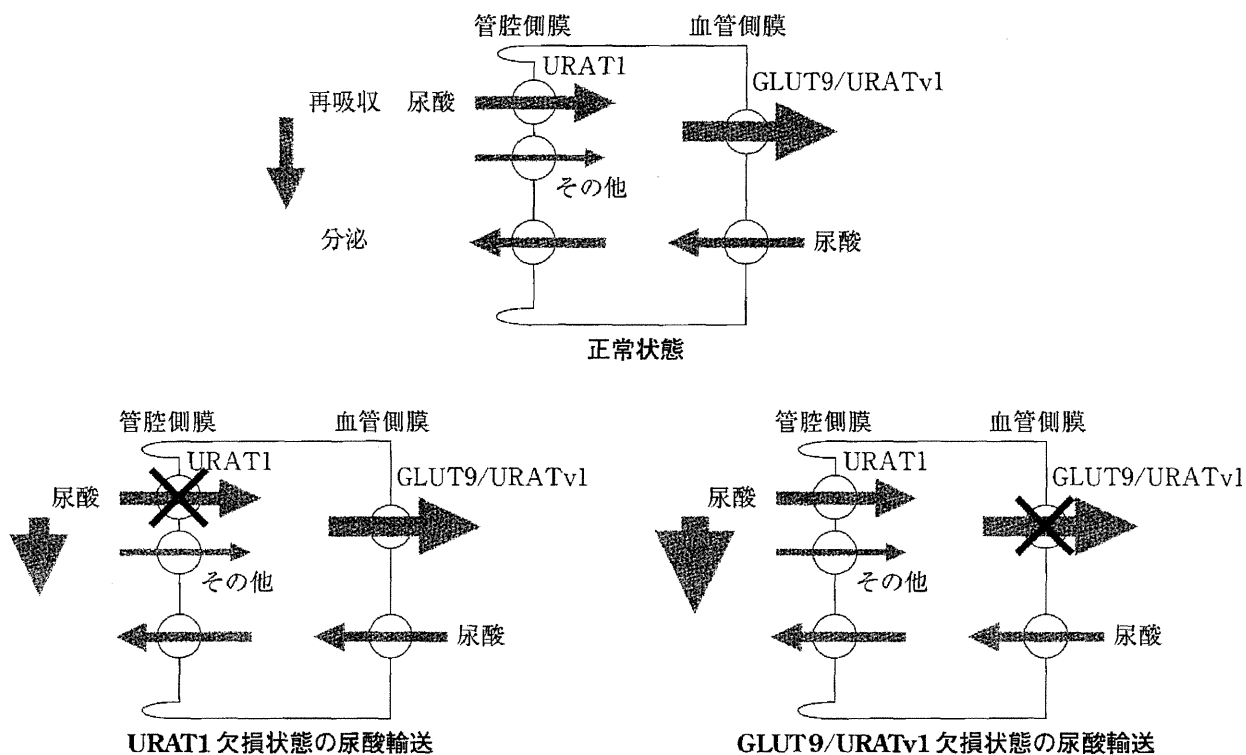 管腔側膜 血管側膜
URAT1
GLUT9/URATv1
再吸収 尿酸
その他
分泌 尿酸
正常状態
管腔側膜 血管側膜
URAT1
GLUT9/URATv1
尿酸
その他
尿酸
URAT1 欠損状態の尿酸輸送
管腔側膜 血管側膜
URAT1
GLUT9/URATv1
尿酸
その他
尿酸
GLUT9/URATv1 欠損状態の尿酸輸送